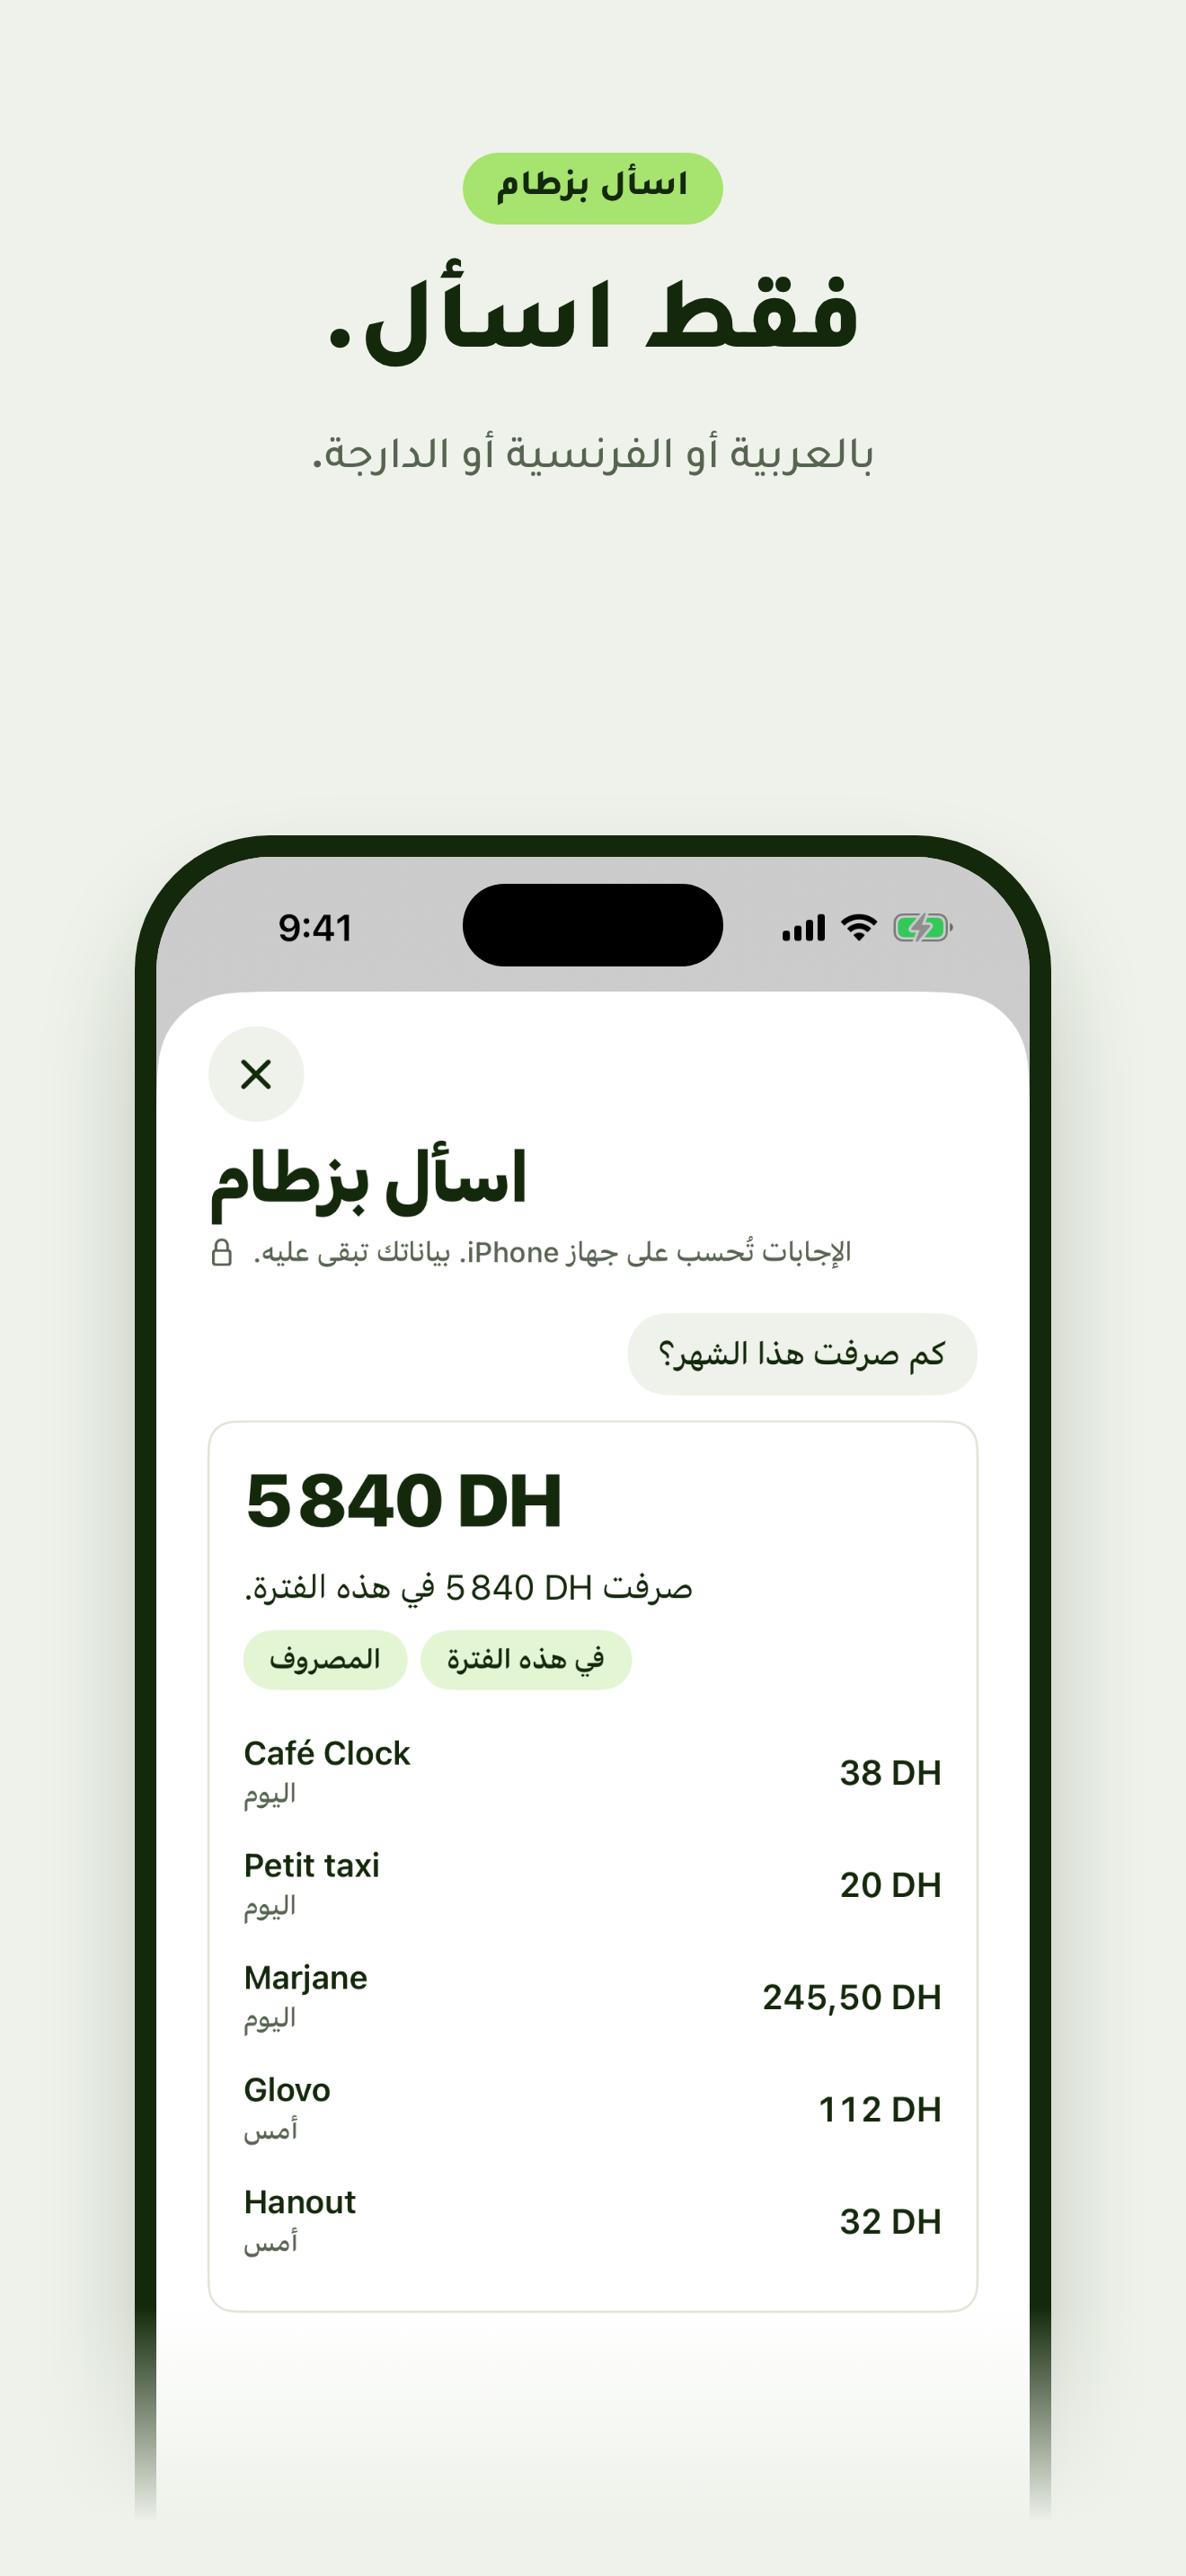 اسأل بزطام
فقط اسأل.
بالعربية أو الفرنسية أو الدارجة.
9:41
اسأل بزطام
الإجابات تُحسب على جهاز iPhone. بياناتك تبقى عليه.
كم صرفت هذا الشهر؟
5 840 DH
صرفت 5 840 DH في هذه الفترة.
المصروف
في هذه الفترة
Café Clock
اليوم
38 DH
Petit taxi
اليوم
20 DH
Marjane
اليوم
245,50 DH
Glovo
أمس
112 DH
Hanout
أمس
32 DH